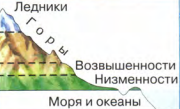 Ледники
Горы
Возвышенности
Низменности
Моря и океаны